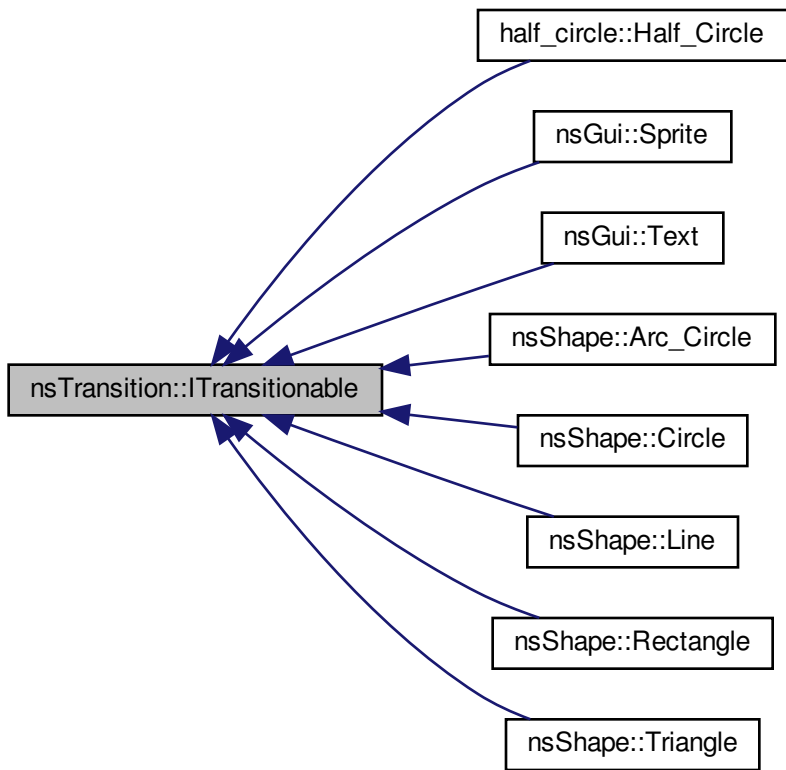 half_circle::Half_Circle
nsGui::Sprite
nsGui::Text
nsShape::Arc_Circle
nsTransition::ITransitionable
nsShape::Circle
nsShape::Line
nsShape::Rectangle
nsShape::Triangle